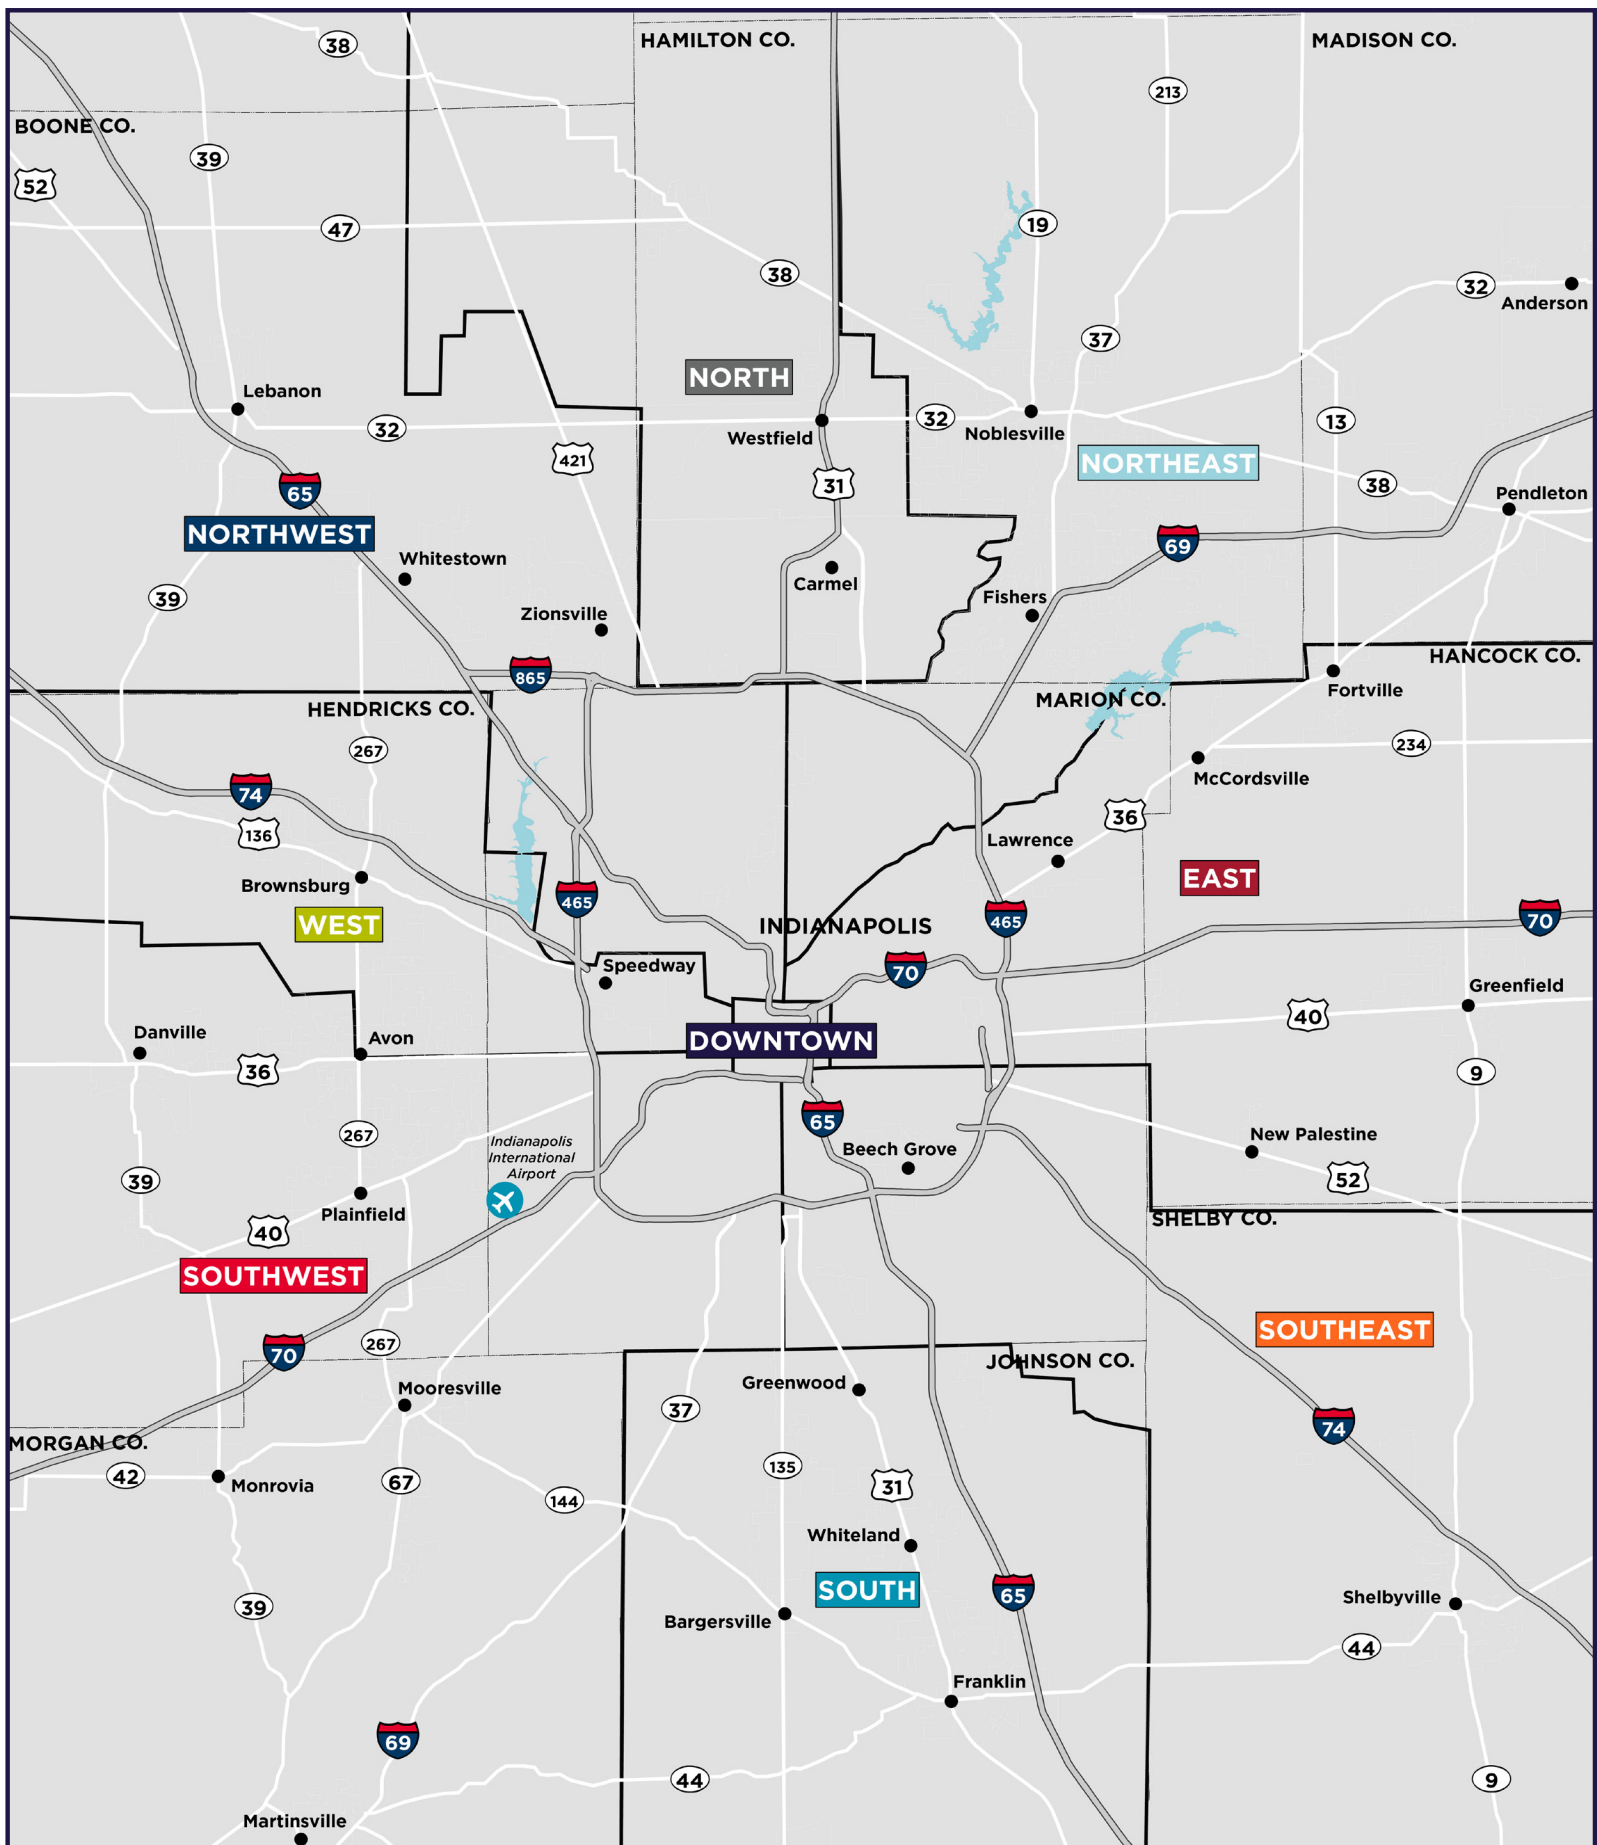 38
HAMILTON CO.
MADISON CO.
213
BOONE CO.
39
52
47
19
38
32
Anderson
37
NORTH
Lebanon
32
Westfield
32
Noblesville
13
421
NORTHEAST
31
38
65
Pendleton
NORTHWEST
69
Whitestown
Carmel
39
Fishers
Zionsville
865
HANCOCK CO.
Fortville
MARION CO.
HENDRICKS CO.
267
234
McCordsville
74
136
36
Lawrence
Brownsburg
EAST
465
WEST
INDIANAPOLIS
465
70
Speedway
70
Greenfield
40
Danville
Avon
DOWNTOWN
36
9
65
267
Indianapolis
International
Airport
Beech Grove
New Palestine
39
52
Plainfield
40
SHELBY CO.
SOUTHWEST
SOUTHEAST
70
267
JOHNSON CO.
Mooresville
Greenwood
37
74
MORGAN CO.
42
Monrovia
67
135
31
144
Whiteland
SOUTH
65
39
Bargersville
Shelbyville
44
Franklin
69
44
9
Martinsville